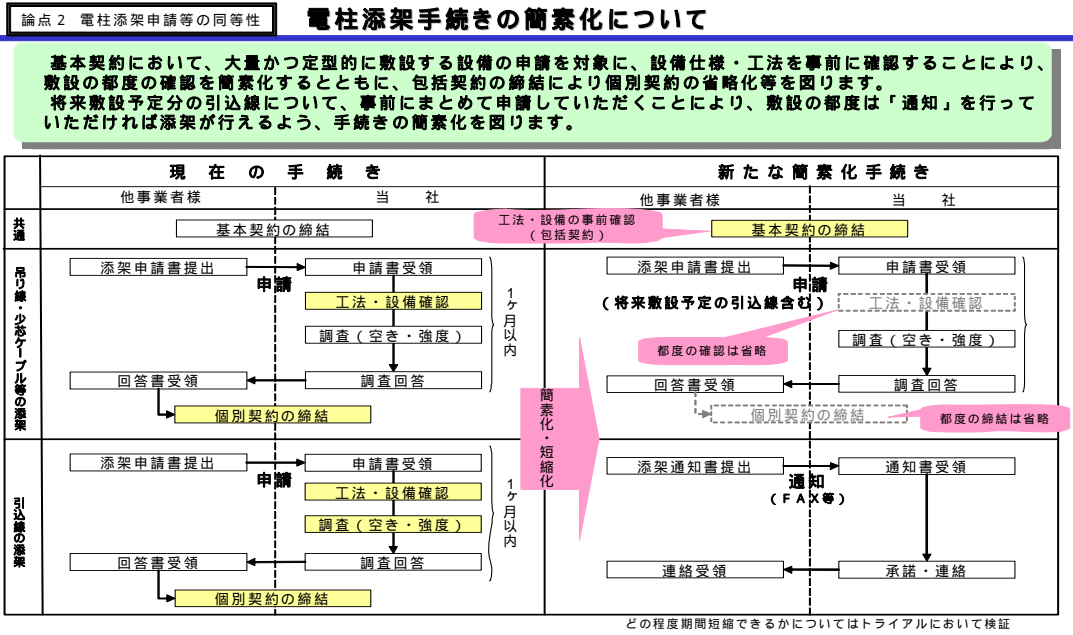 論点２ 電柱添架申請等の同等性
電柱添架手続きの簡素化について
基本契約において、大量かつ定型的に敷設する設備の申請を対象に、設備仕様・工法を事前に確認することにより、
敷設の都度の確認を簡素化するとともに、包括契約の締結により個別契約の省略化等を図ります。
将来敷設予定分の引込線について、事前にまとめて申請していただくことにより、敷設の都度は「通知」を行って
いただければ添架が行えるよう、手続きの簡素化を図ります。
現在の手続き
新たな簡素化手続き
他事業者様
当社
他事業者様
当社
共通
基本契約の締結
工法・設備の事前確認
（包括契約）
基本契約の締結
吊り線・少芯ケーブル等の添架
添架申請書提出
申請
申請書受領
工法・設備確認
調査（空き・強度）
調査回答
回答書受領
個別契約の締結
１ヶ月以内
簡素化・短縮化
添架申請書提出
申請
（将来敷設予定の引込線含む）
申請書受領
工法・設備確認
都度の確認は省略
調査（空き・強度）
調査回答
回答書受領
個別契約の締結
都度の締結は省略
引込線の添架
添架申請書提出
申請
申請書受領
工法・設備確認
調査（空き・強度）
調査回答
回答書受領
個別契約の締結
１ヶ月以内
添架通知書提出
通知
（ＦＡＸ等）
通知書受領
承諾・連絡
連絡受領
どの程度期間短縮できるかについてはトライアルにおいて検証